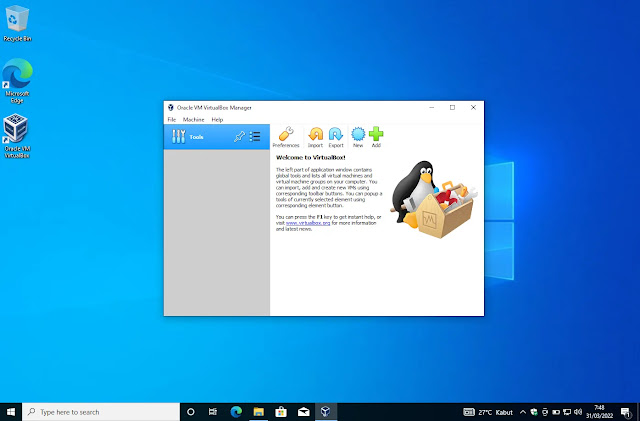 Recycle Bin
Microsoft
Edge
Oracle VM
VirtualBox
Oracle VM VirtualBox Manager
File Machine Help
Tools
Preferences Import Export New Add
Welcome to VirtualBox!
The left part of application window contains
global tools and lists all virtual machines and
virtual machine groups on your computer. You
can import, add and create new VMs using
corresponding toolbar buttons. You can popup a
tools of currently selected element using
corresponding element button.
You can press the F1 key to get instant help, or
visit www.virtualbox.org for more information
and latest news.
VM
Type here to search
27°C Kabut
7:48
31/03/2022
1